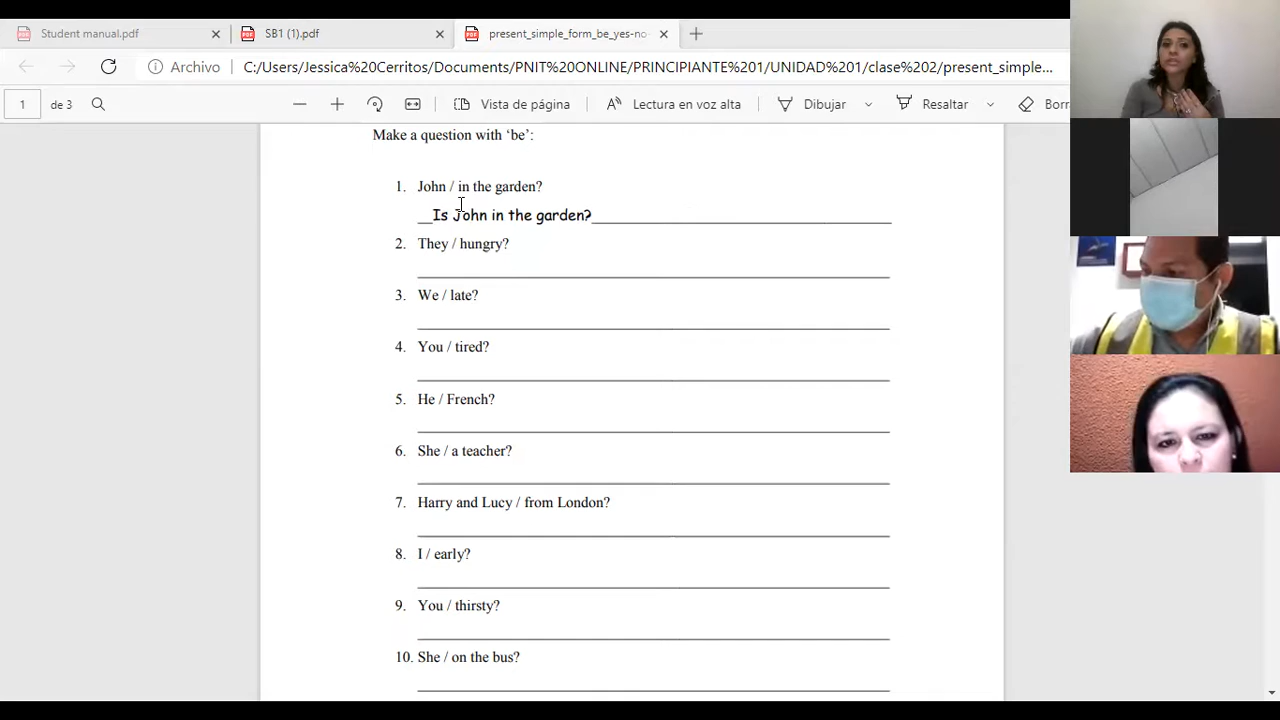 Student manual.pdf SB1 (1).pdf present_simple_form_be_yes-no
Archivo C:/Users/Jessica%20Cerritos/Documents/PNIT%20ONLINE/PRINCIPIANTE%201/UNIDAD%201/clase%202/present_simple...
1 de 3 Vista de página Lectura en voz alta Dibujar Resaltar Borr
Make a question with ‘be’:
1. John / in the garden?
__Is John in the garden?
2. They / hungry?
3. We / late?
4. You / tired?
5. He / French?
6. She / a teacher?
7. Harry and Lucy / from London?
8. I / early?
9. You / thirsty?
10. She / on the bus?